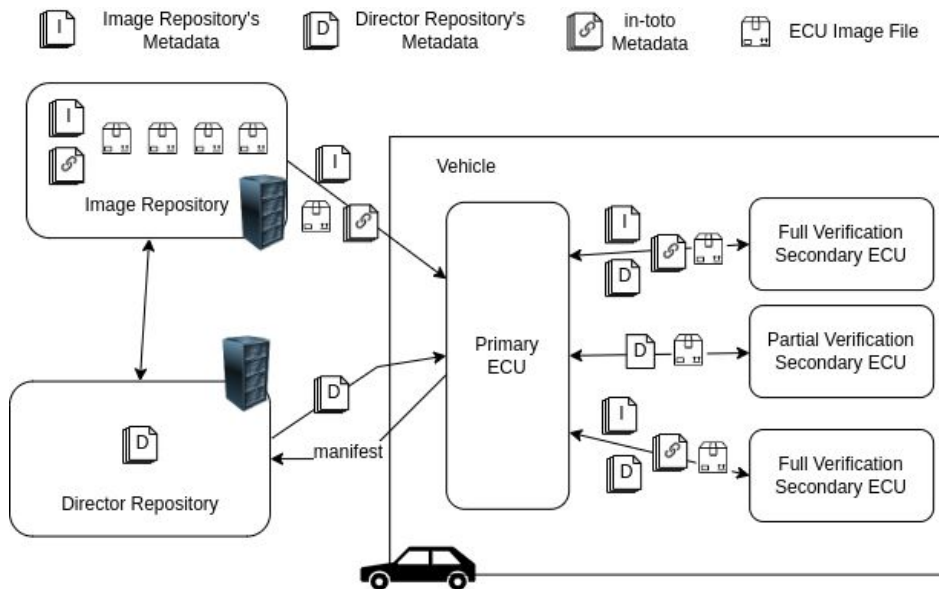 I
Image Repository's
Metadata
D
Director Repository's
Metadata
in-toto
Metadata
ECU Image File
I
Image Repository
I
Vehicle
Primary
ECU
I
D
Full Verification
Secondary ECU
D
Partial Verification
Secondary ECU
I
D
Full Verification
Secondary ECU
D
manifest
D
Director Repository